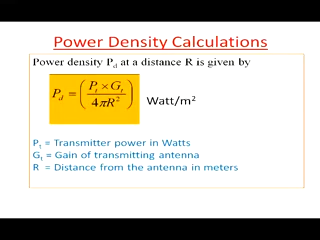 Power Density Calculations
Power density P_d at a distance R is given by
P_d = (P_t × G_t / 4πR²) Watt/m²
P_t = Transmitter power in Watts
G_t = Gain of transmitting antenna
R = Distance from the antenna in meters